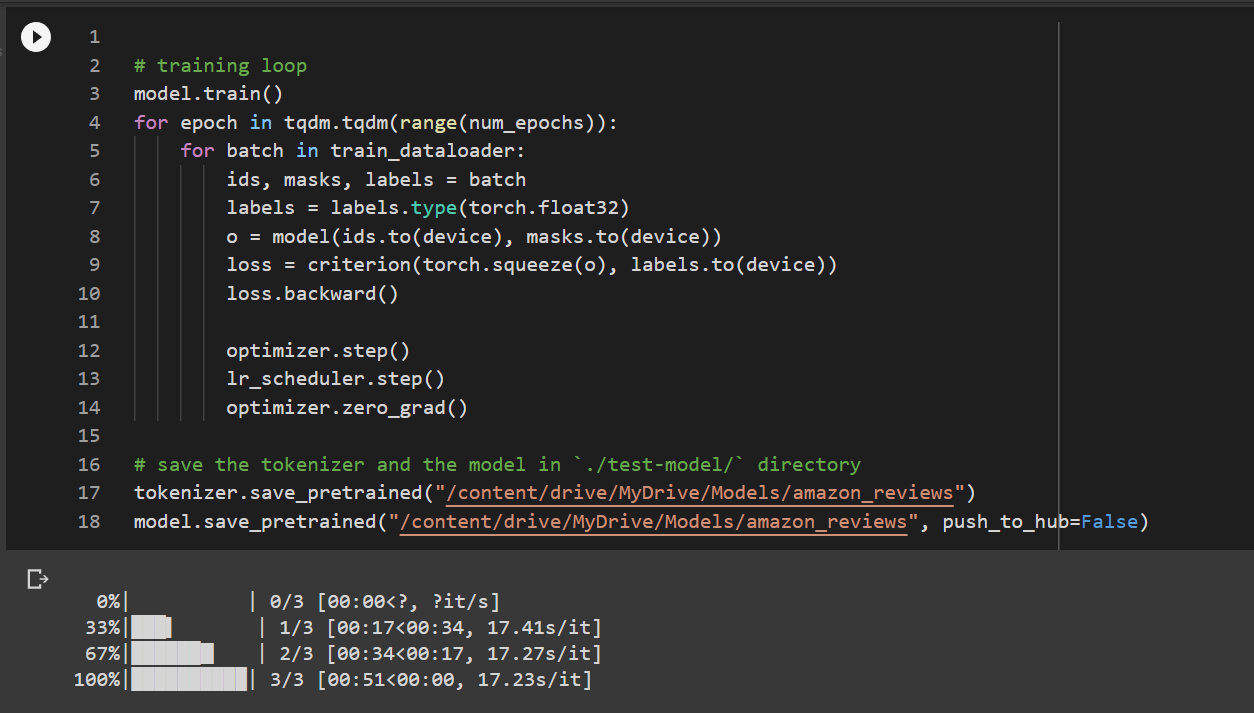 1
2 # training loop
3 model.train()
4 for epoch in tqdm.tqdm(range(num_epochs)):
5     for batch in train_dataloader:
6         ids, masks, labels = batch
7         labels = labels.type(torch.float32)
8         o = model(ids.to(device), masks.to(device))
9         loss = criterion(torch.squeeze(o), labels.to(device))
10         loss.backward()
11
12         optimizer.step()
13         lr_scheduler.step()
14         optimizer.zero_grad()
15
16 # save the tokenizer and the model in `./test-model/` directory
17 tokenizer.save_pretrained("/content/drive/MyDrive/Models/amazon_reviews")
18 model.save_pretrained("/content/drive/MyDrive/Models/amazon_reviews", push_to_hub=False)
0%| | 0/3 [00:00<?, ?it/s]
33%|███ | 1/3 [00:17<00:34, 17.41s/it]
67%|███████ | 2/3 [00:34<00:17, 17.27s/it]
100%|██████████| 3/3 [00:51<00:00, 17.23s/it]